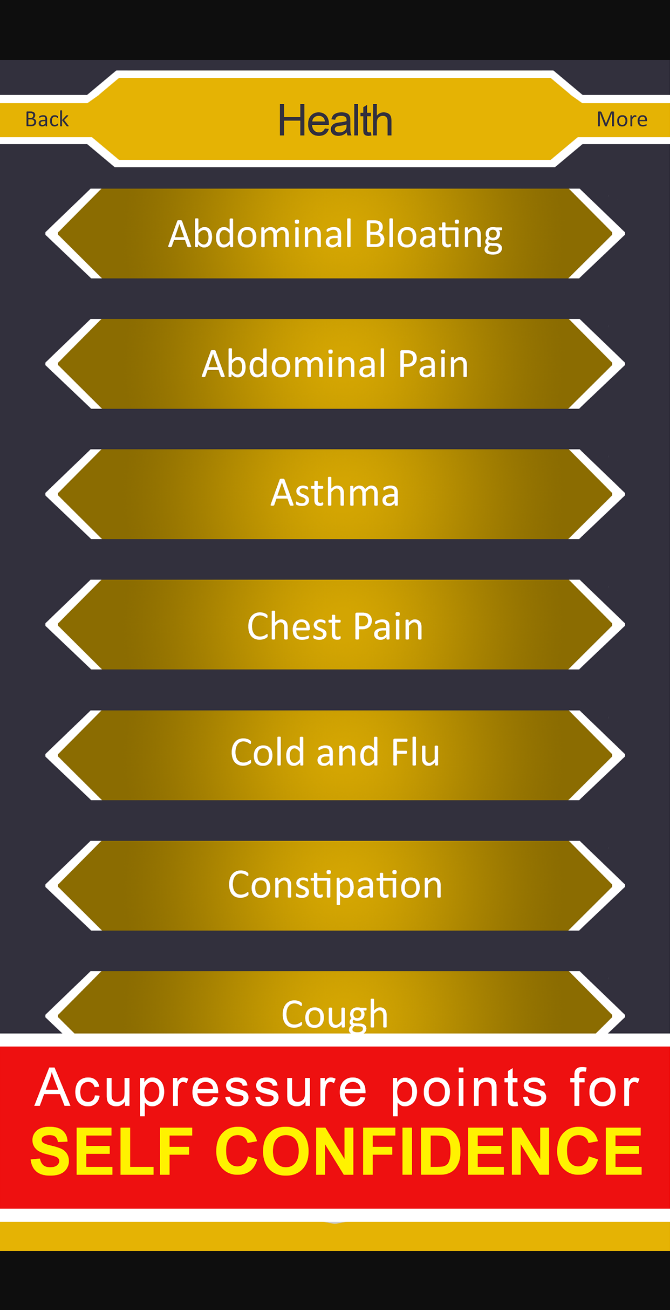 Back
Health
More
Abdominal Bloating
Abdominal Pain
Asthma
Chest Pain
Cold and Flu
Constipation
Cough
Acupressure points for
SELF CONFIDENCE